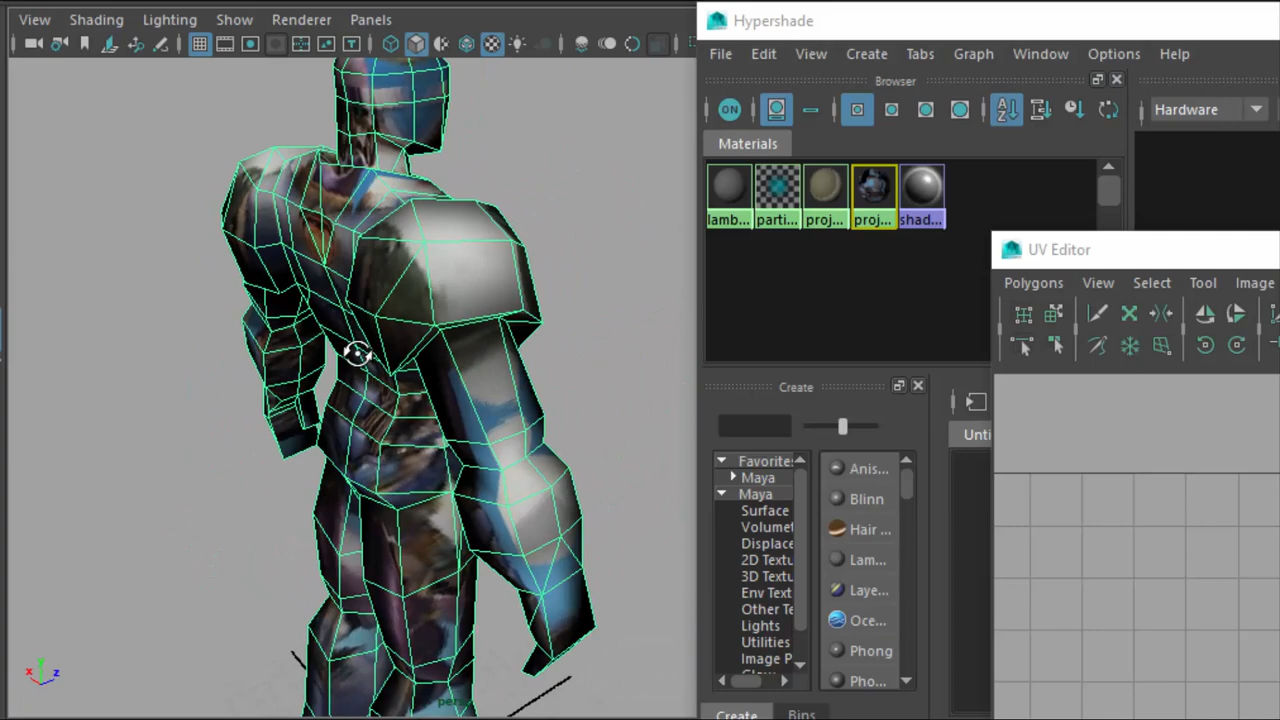 View Shading Lighting Show Renderer Panels
Hypershade
File Edit View Create Tabs Graph Window Options Help
Browser
ON
Hardware
Materials
lamb... parti... proj... proj... shad...
UV Editor
Polygons View Select Tool Image
Create
Unti
Favorites
Maya
Maya
Surface
Volumet
Displace
2D Textu
3D Textu
Env Text
Other Te
Lights
Utilities
Image P
Anis...
Blinn
Hair ...
Lam...
Laye...
Oce...
Phong
Pho...
Create Bins
persp
x y z